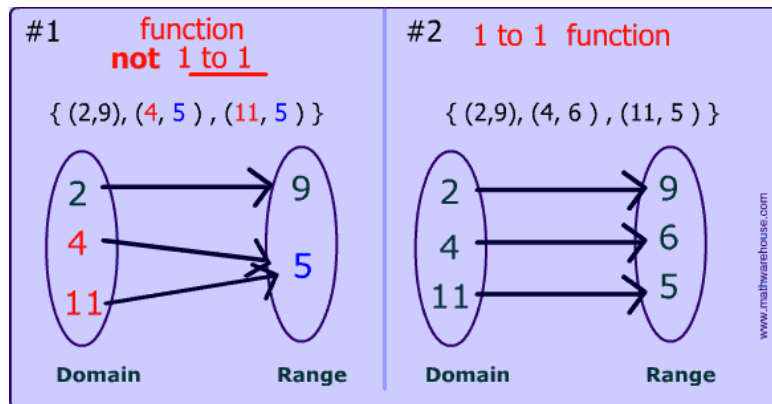 #1 function
not 1 to 1
{ (2,9), (4, 5 ) , (11, 5 ) }
2 9
4
5
11
Domain Range
#2 1 to 1 function
{ (2,9), (4, 6 ) , (11, 5 ) }
2 9
4 6
11 5
Domain Range
www.mathwarehouse.com